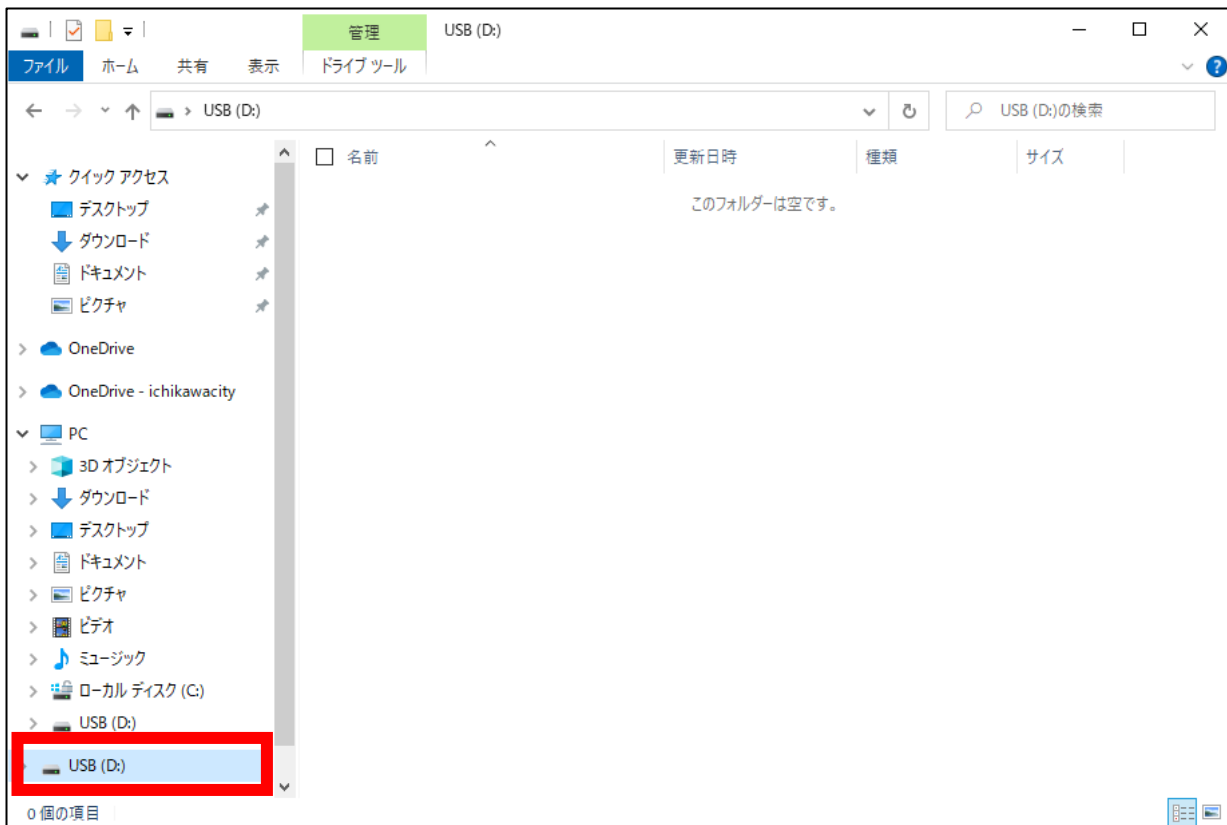 管理
USB (D:)
ファイル
ホーム
共有
表示
ドライブ ツール
USB (D:)
USB (D:)の検索
名前
更新日時
種類
サイズ
このフォルダーは空です。
クイック アクセス
デスクトップ
ダウンロード
ドキュメント
ピクチャ
OneDrive
OneDrive - ichikawacity
PC
3D オブジェクト
ダウンロード
デスクトップ
ドキュメント
ピクチャ
ビデオ
ミュージック
ローカル ディスク (C:)
USB (D:)
USB (D:)
0 個の項目